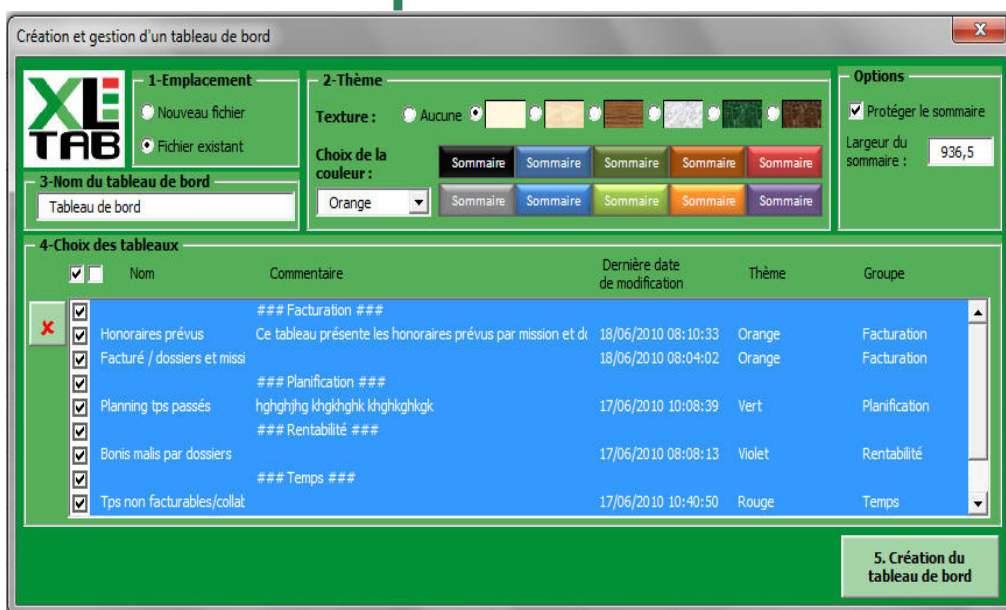 Création et gestion d'un tableau de bord
X
XL TAB
1-Emplacement
Nouveau fichier
Fichier existant
2-Thème
Texture : Aucune
Choix de la couleur :
Orange
Sommaire Sommaire Sommaire Sommaire Sommaire
Sommaire Sommaire Sommaire Sommaire Sommaire
Options
Protéger le sommaire
Largeur du sommaire : 936,5
3-Nom du tableau de bord
Tableau de bord
4-Choix des tableaux
Nom Commentaire Dernière date de modification Thème Groupe
### Facturation ###
Honoraires prévus Ce tableau présente les honoraires prévus par mission et do 18/06/2010 08:10:33 Orange Facturation
Facturé / dossiers et missi 18/06/2010 08:04:02 Orange Facturation
### Planification ###
Planning tps passés hghghjhg khgkhghk khghkghkgk 17/06/2010 10:08:39 Vert Planification
### Rentabilité ###
Bonis malis par dossiers 17/06/2010 08:08:13 Violet Rentabilité
### Temps ###
Tps non facturables/collat 17/06/2010 10:40:50 Rouge Temps
5. Création du tableau de bord